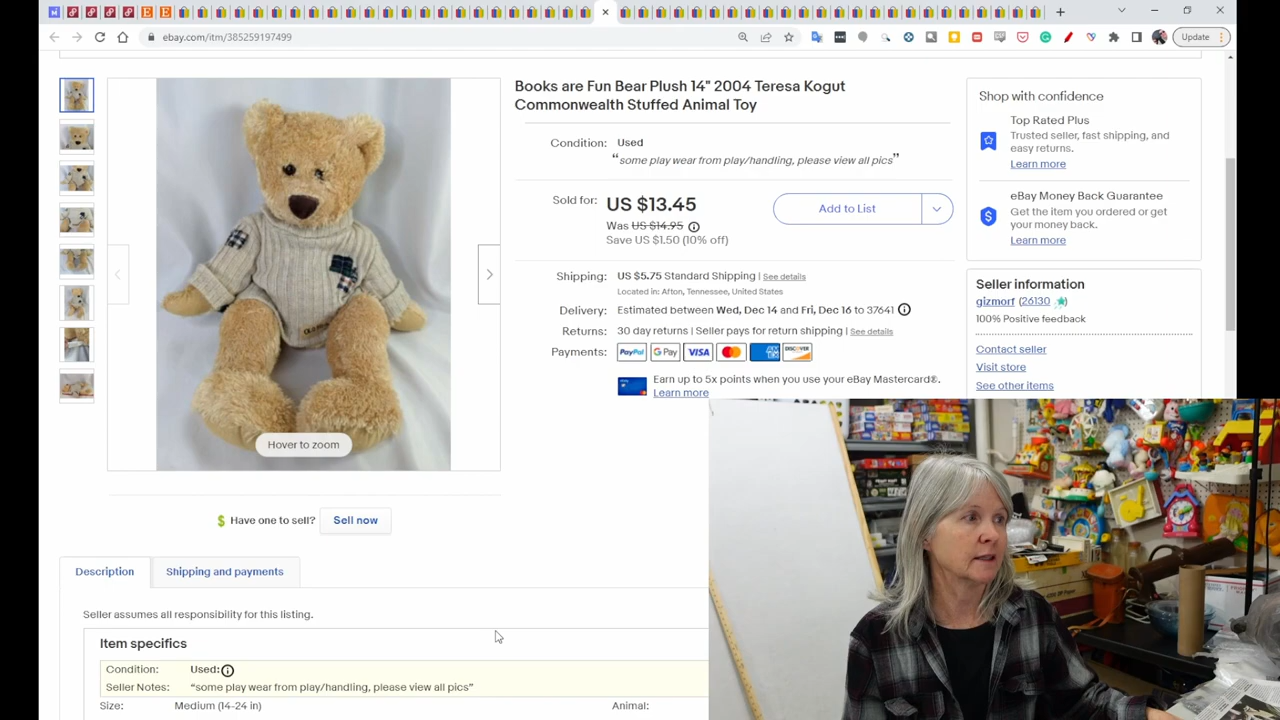 ebay.com/itm/385259197499
Update
Books are Fun Bear Plush 14" 2004 Teresa Kogut
Commonwealth Stuffed Animal Toy
Condition: Used
"some play wear from play/handling, please view all pics"
Sold for: US $13.45
Was US $14.95
Save US $1.50 (10% off)
Add to List
Shipping: US $5.75 Standard Shipping | See details
Located in: Afton, Tennessee, United States
Delivery: Estimated between Wed, Dec 14 and Fri, Dec 16 to 37641
Returns: 30 day returns | Seller pays for return shipping | See details
Payments: PayPal G Pay VISA DISCOVER
Earn up to 5x points when you use your eBay Mastercard®.
Learn more
Shop with confidence
Top Rated Plus
Trusted seller, fast shipping, and
easy returns.
Learn more
eBay Money Back Guarantee
Get the item you ordered or get
your money back.
Learn more
Seller information
gizmorf (26130 )
100% Positive feedback
Contact seller
Visit store
See other items
Hover to zoom
$ Have one to sell? Sell now
Description
Shipping and payments
Seller assumes all responsibility for this listing.
Item specifics
Condition: Used:
Seller Notes: "some play wear from play/handling, please view all pics"
Size: Medium (14-24 in)
Animal: